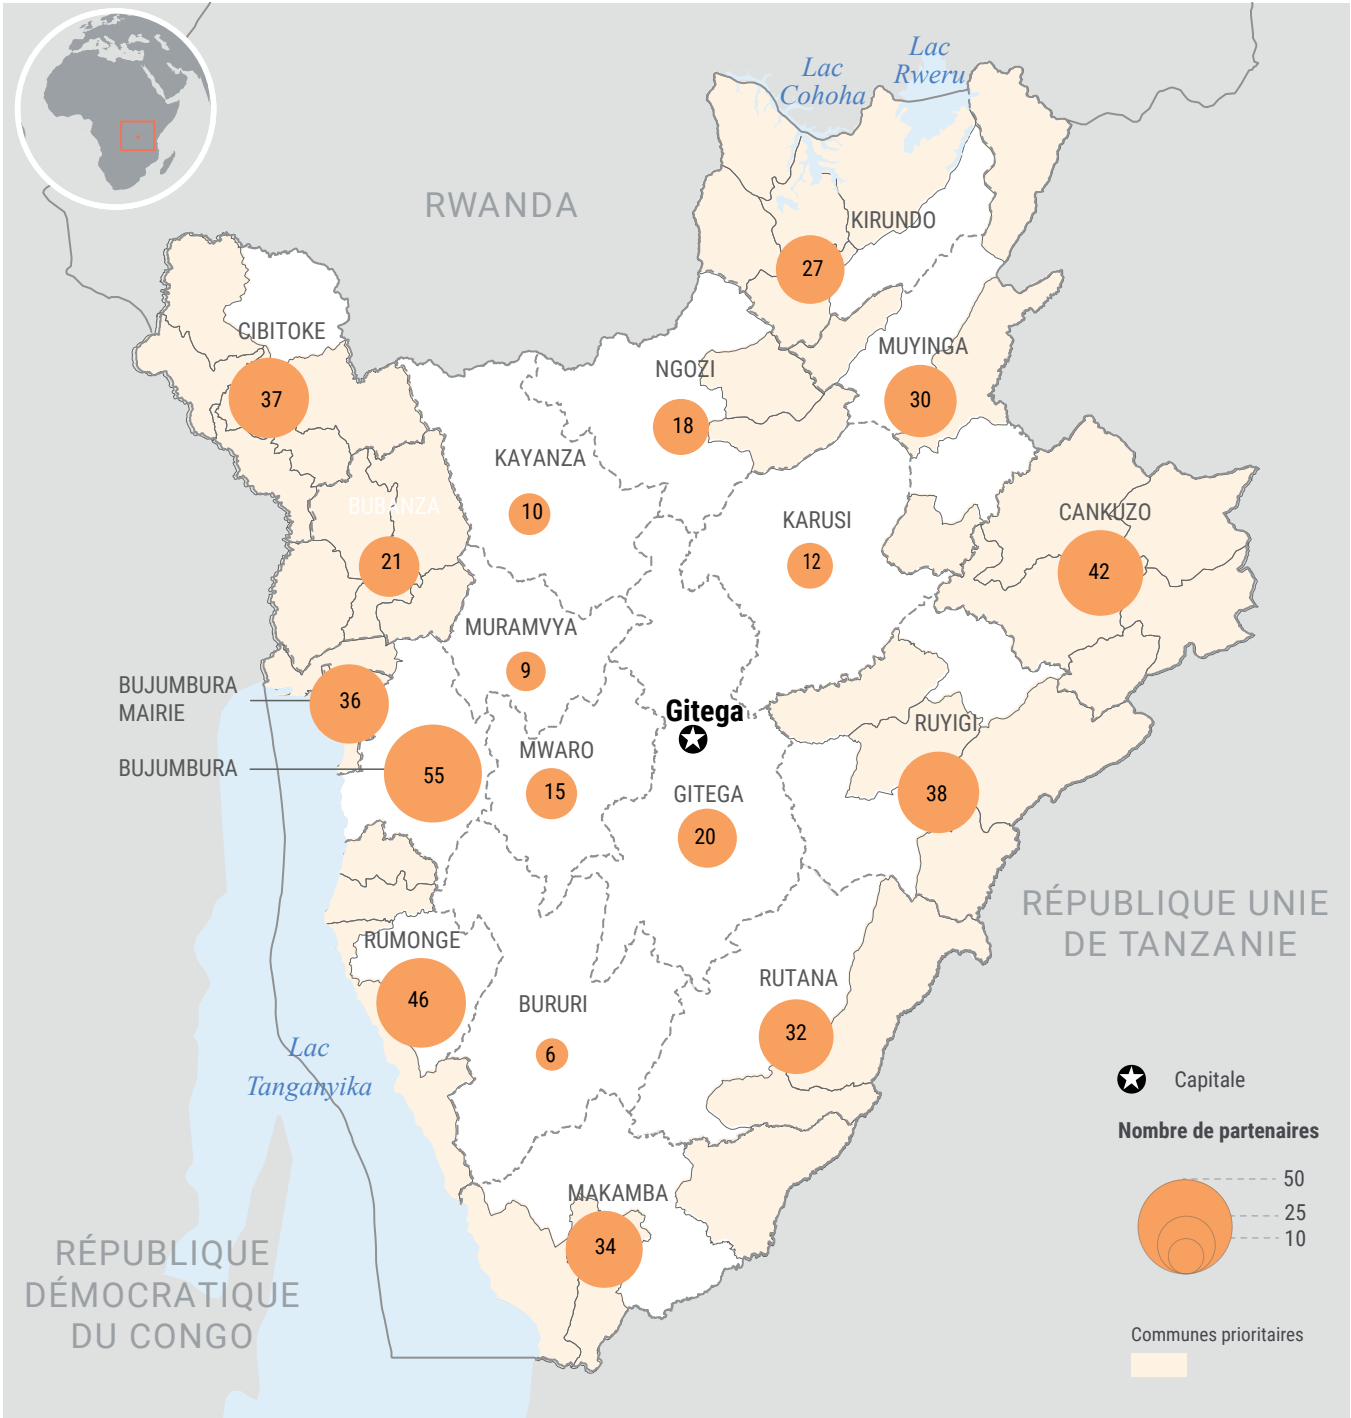 Lac
Rweru
Lac
Cohoha
RWANDA
KIRUNDO
27
CIBITOKE
37
MUYINGA
30
NGOZI
18
KAYANZA
10
BUBANZA
21
KARUSI
12
CANKUZO
42
MURAMVYA
9
BUJUMBURA
MAIRIE
36
BUJUMBURA
55
MWARO
15
Gitega
GITEGA
20
RUYIGI
38
RÉPUBLIQUE UNIE
DE TANZANIE
RUMONGE
46
BURURI
6
RUTANA
32
Lac
Tanganyika
MAKAMBA
34
RÉPUBLIQUE
DÉMOCRATIQUE
DU CONGO
Capitale
Nombre de partenaires
50
25
10
Communes prioritaires